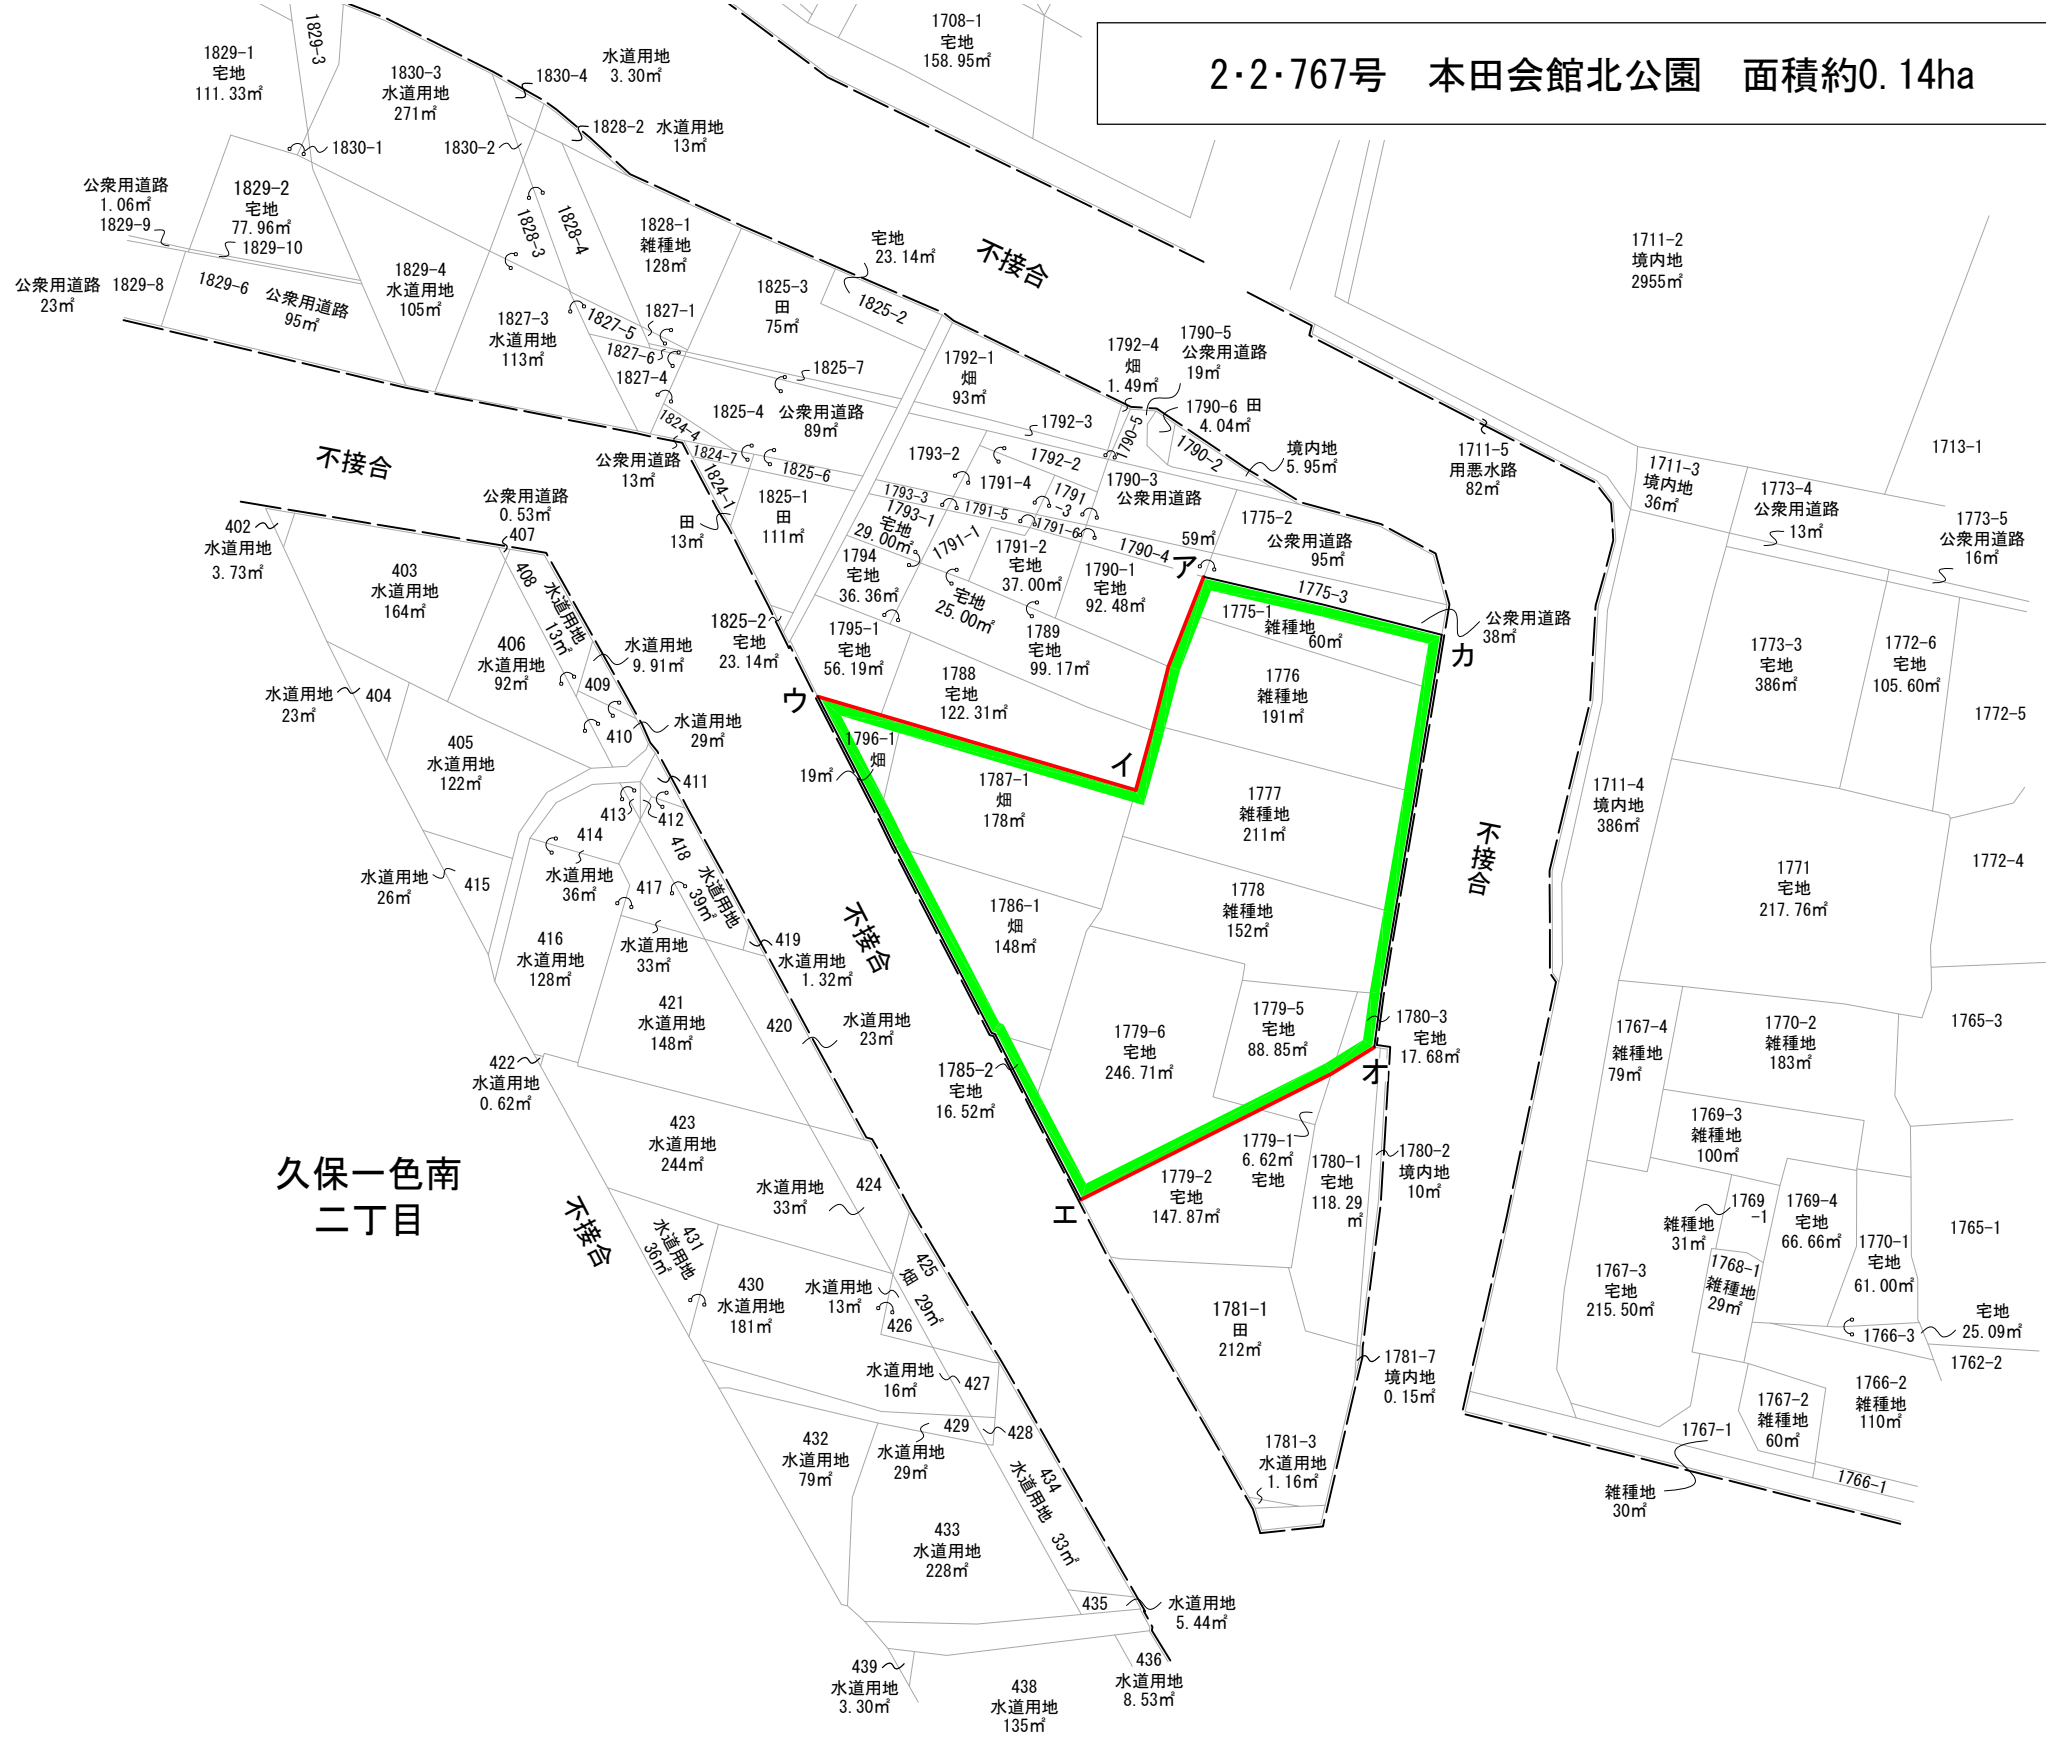 2・2・767号　本田会館北公園　面積約0.14ha
1708-1
宅地
158.95㎡
1829-1
宅地
111.33㎡
1829-3
1830-3
水道用地
271㎡
1830-4
水道用地
3.30㎡
1828-2
水道用地
13㎡
1830-1
1830-2
公衆用道路
1.06㎡
1829-9
1829-2
宅地
77.96㎡
1829-10
公衆用道路
23㎡
1829-8
1829-6
公衆用道路
95㎡
1829-4
水道用地
105㎡
1828-3
1828-4
1828-1
雑種地
128㎡
宅地
23.14㎡
不接合
1825-3
田
75㎡
1825-2
1827-3
水道用地
113㎡
1827-5
1827-1
1827-6
1827-4
1825-7
1825-4
公衆用道路
89㎡
1824-4
1824-7
1824-1
公衆用道路
13㎡
1825-6
1825-1
田
111㎡
田
13㎡
1792-1
畑
93㎡
1792-4
畑
1.49㎡
1790-5
公衆用道路
19㎡
1790-6
田
4.04㎡
1792-3
1790-5
1790-2
境内地
5.95㎡
1793-2
1792-2
1791-4
1791
-3
1790-3
公衆用道路
59㎡
1793-3
1791-5
1791-6
1790-4
1793-1
宅地
29.00㎡
1791-1
宅地
25.00㎡
1791-2
宅地
37.00㎡
1790-1
宅地
92.48㎡
1794
宅地
36.36㎡
1795-1
宅地
56.19㎡
1825-2
宅地
23.14㎡
1789
宅地
99.17㎡
1788
宅地
122.31㎡
1775-2
公衆用道路
95㎡
1775-3
公衆用道路
38㎡
1775-1
雑種地
60㎡
1776
雑種地
191㎡
1777
雑種地
211㎡
1778
雑種地
152㎡
ア
イ
ウ
エ
オ
カ
1796-1
畑
19㎡
1787-1
畑
178㎡
1786-1
畑
148㎡
1785-2
宅地
16.52㎡
1779-6
宅地
246.71㎡
1779-5
宅地
88.85㎡
1780-3
宅地
17.68㎡
1779-1
6.62㎡
宅地
1779-2
宅地
147.87㎡
1780-1
宅地
118.29
㎡
1780-2
境内地
10㎡
1781-1
田
212㎡
1781-7
境内地
0.15㎡
1781-3
水道用地
1.16㎡
1711-2
境内地
2955㎡
1711-5
用悪水路
82㎡
1711-3
境内地
36㎡
1711-4
境内地
386㎡
1713-1
1773-4
公衆用道路
13㎡
1773-5
公衆用道路
16㎡
1773-3
宅地
386㎡
1772-6
宅地
105.60㎡
1772-5
1772-4
1771
宅地
217.76㎡
不接合
1767-4
雑種地
79㎡
1770-2
雑種地
183㎡
1765-3
1769-3
雑種地
100㎡
1769
-1
雑種地
31㎡
1769-4
宅地
66.66㎡
1765-1
1770-1
宅地
61.00㎡
1768-1
雑種地
29㎡
1767-3
宅地
215.50㎡
1766-3
宅地
25.09㎡
1762-2
1767-2
雑種地
60㎡
1766-2
雑種地
110㎡
1767-1
雑種地
30㎡
1766-1
不接合
402
水道用地
3.73㎡
公衆用道路
0.53㎡
407
403
水道用地
164㎡
408
水道用地
13㎡
406
水道用地
92㎡
水道用地
9.91㎡
409
水道用地
23㎡
404
410
水道用地
29㎡
405
水道用地
122㎡
411
412
413
414
水道用地
36㎡
水道用地
26㎡
415
417
水道用地
33㎡
418
水道用地
39㎡
416
水道用地
128㎡
419
水道用地
1.32㎡
421
水道用地
148㎡
420
水道用地
23㎡
不接合
422
水道用地
0.62㎡
423
水道用地
244㎡
424
水道用地
33㎡
久保一色南
二丁目
不接合
431
水道用地
36㎡
430
水道用地
181㎡
水道用地
13㎡
425
畑
29㎡
426
水道用地
16㎡
427
428
429
水道用地
29㎡
432
水道用地
79㎡
434
水道用地
33㎡
433
水道用地
228㎡
435
水道用地
5.44㎡
439
水道用地
3.30㎡
436
水道用地
8.53㎡
438
水道用地
135㎡